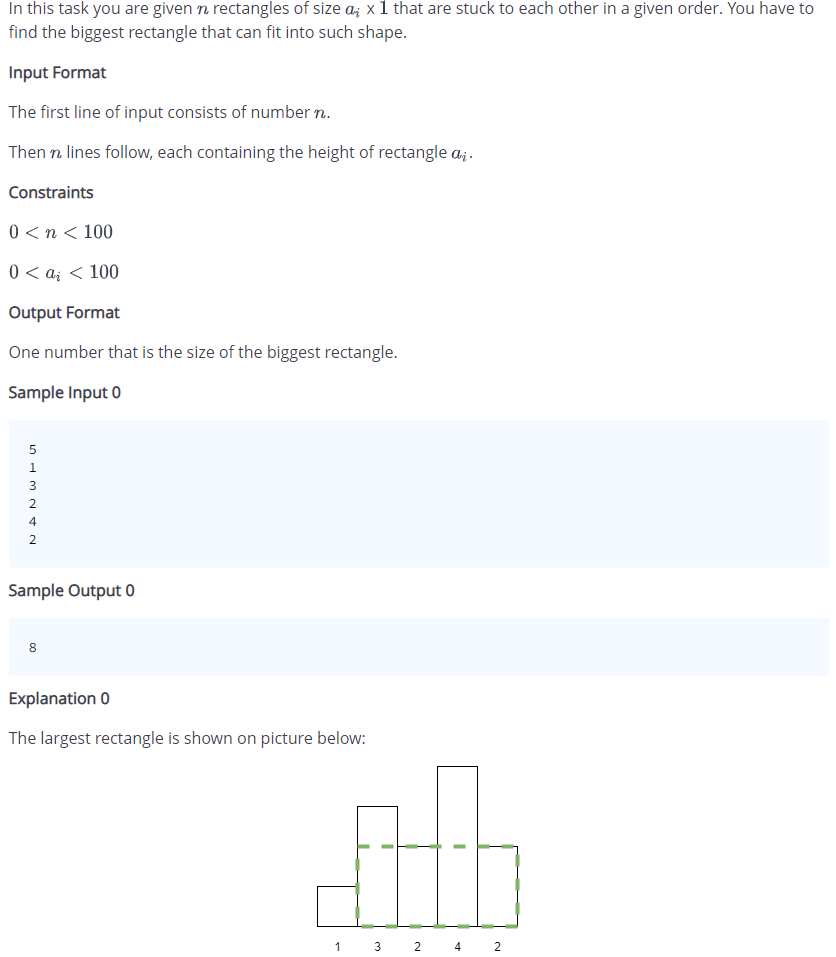 In this task you are given n rectangles of size aᵢ x 1 that are stuck to each other in a given order. You have to
find the biggest rectangle that can fit into such shape.
Input Format
The first line of input consists of number n.
Then n lines follow, each containing the height of rectangle aᵢ.
Constraints
0 < n < 100
0 < aᵢ < 100
Output Format
One number that is the size of the biggest rectangle.
Sample Input 0
5
1
3
2
4
2
Sample Output 0
8
Explanation 0
The largest rectangle is shown on picture below:
1 3 2 4 2